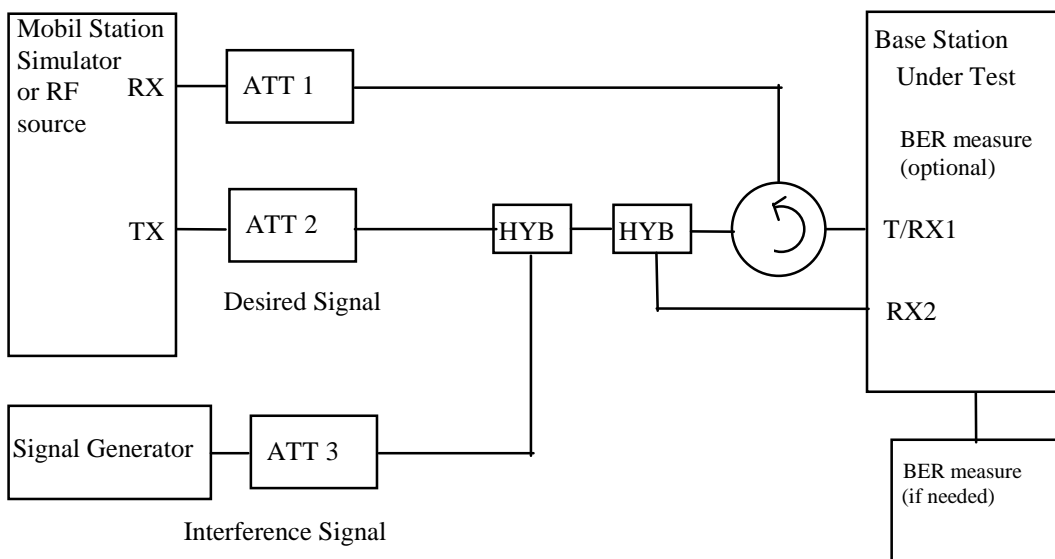 Mobil Station
Simulator
or RF
source
RX
TX
ATT 1
ATT 2
Desired Signal
HYB
HYB
Base Station
Under Test
BER measure
(optional)
T/RX1
RX2
Signal Generator
ATT 3
Interference Signal
BER measure
(if needed)